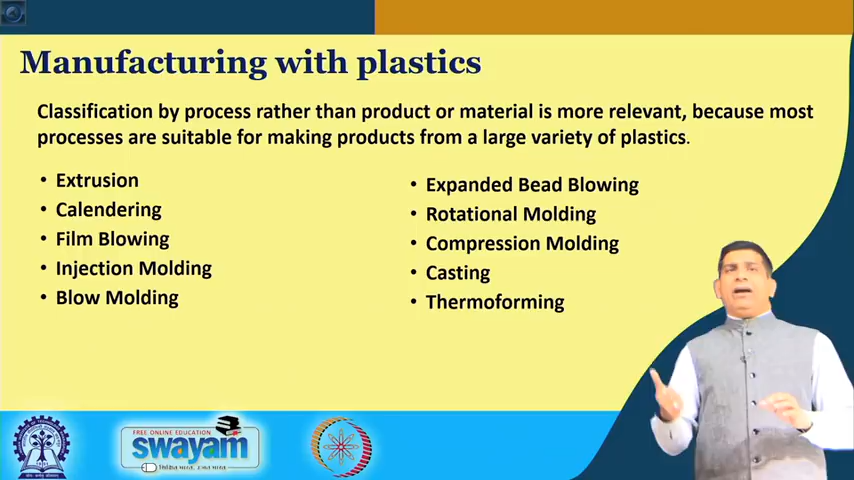 Manufacturing with plastics
Classification by process rather than product or material is more relevant, because most
processes are suitable for making products from a large variety of plastics.
• Extrusion
• Calendering
• Film Blowing
• Injection Molding
• Blow Molding
• Expanded Bead Blowing
• Rotational Molding
• Compression Molding
• Casting
• Thermoforming
FREE ONLINE EDUCATION
swayam